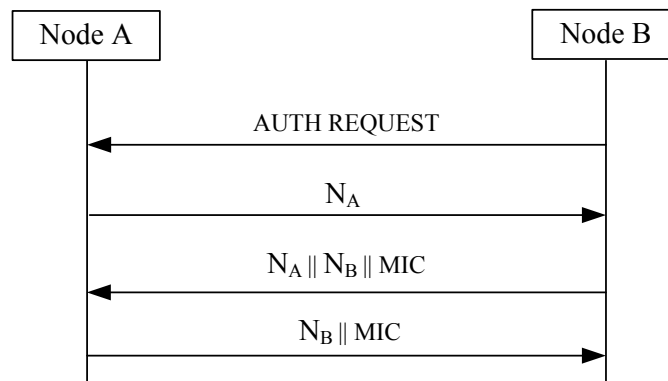 Node A
Node B
AUTH REQUEST
N_A
N_A || N_B || MIC
N_B || MIC